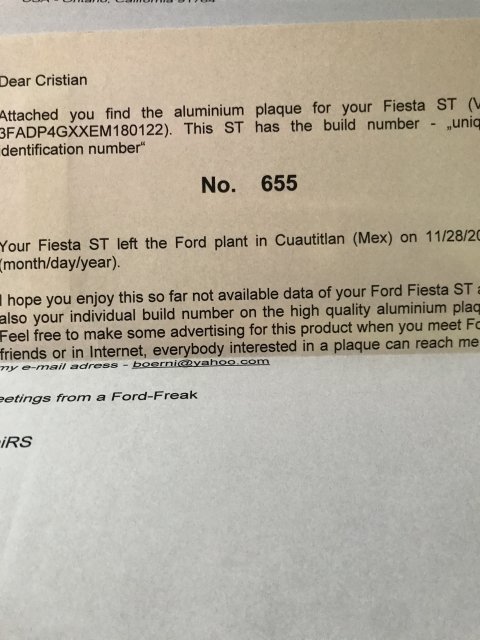 USA - Ontario, California 91764
Dear Cristian
Attached you find the aluminium plaque for your Fiesta ST (V
3FADP4GXXEM180122). This ST has the build number - „uniq
identification number“
No. 655
Your Fiesta ST left the Ford plant in Cuautitlan (Mex) on 11/28/20
(month/day/year).
I hope you enjoy this so far not available data of your Ford Fiesta ST a
also your individual build number on the high quality aluminium plaq
Feel free to make some advertising for this product when you meet Fo
friends or in Internet, everybody interested in a plaque can reach me
my e-mail adress - boerni@yahoo.com
eetings from a Ford-Freak
iRS